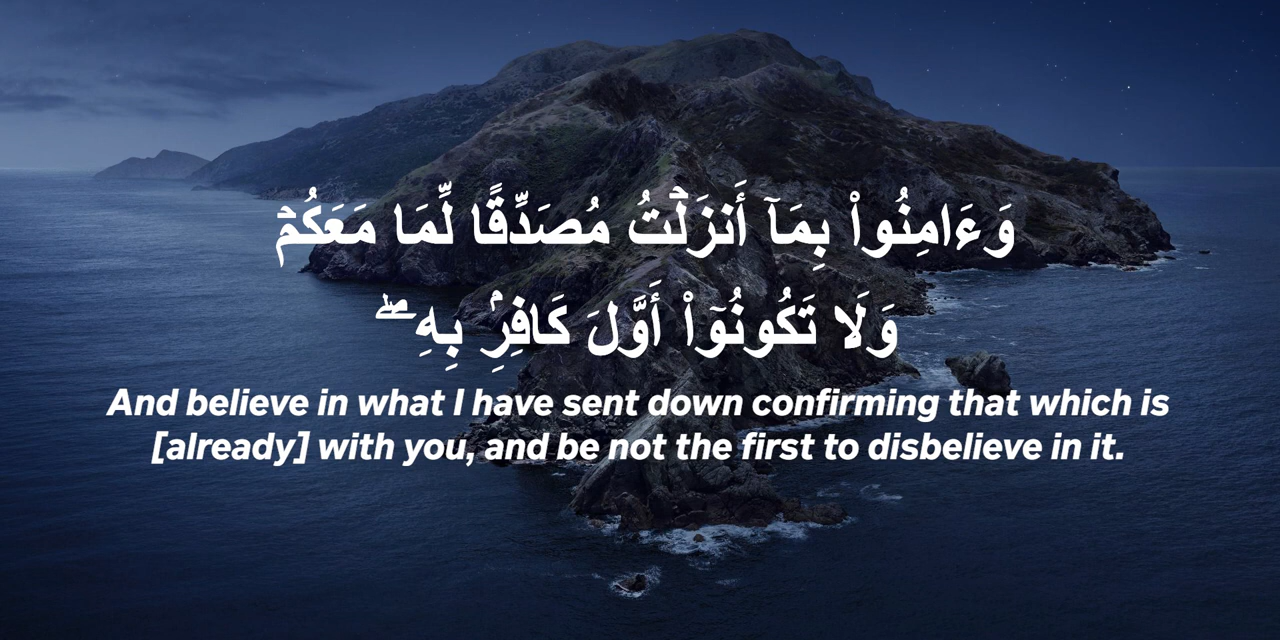 وَءَامِنُوا۟ بِمَآ أَنزَلْتُ مُصَدِّقًا لِّمَا مَعَكُمْ
وَلَا تَكُونُوٓا۟ أَوَّلَ كَافِرٍۭ بِهِۦ ۖ
And believe in what I have sent down confirming that which is
[already] with you, and be not the first to disbelieve in it.